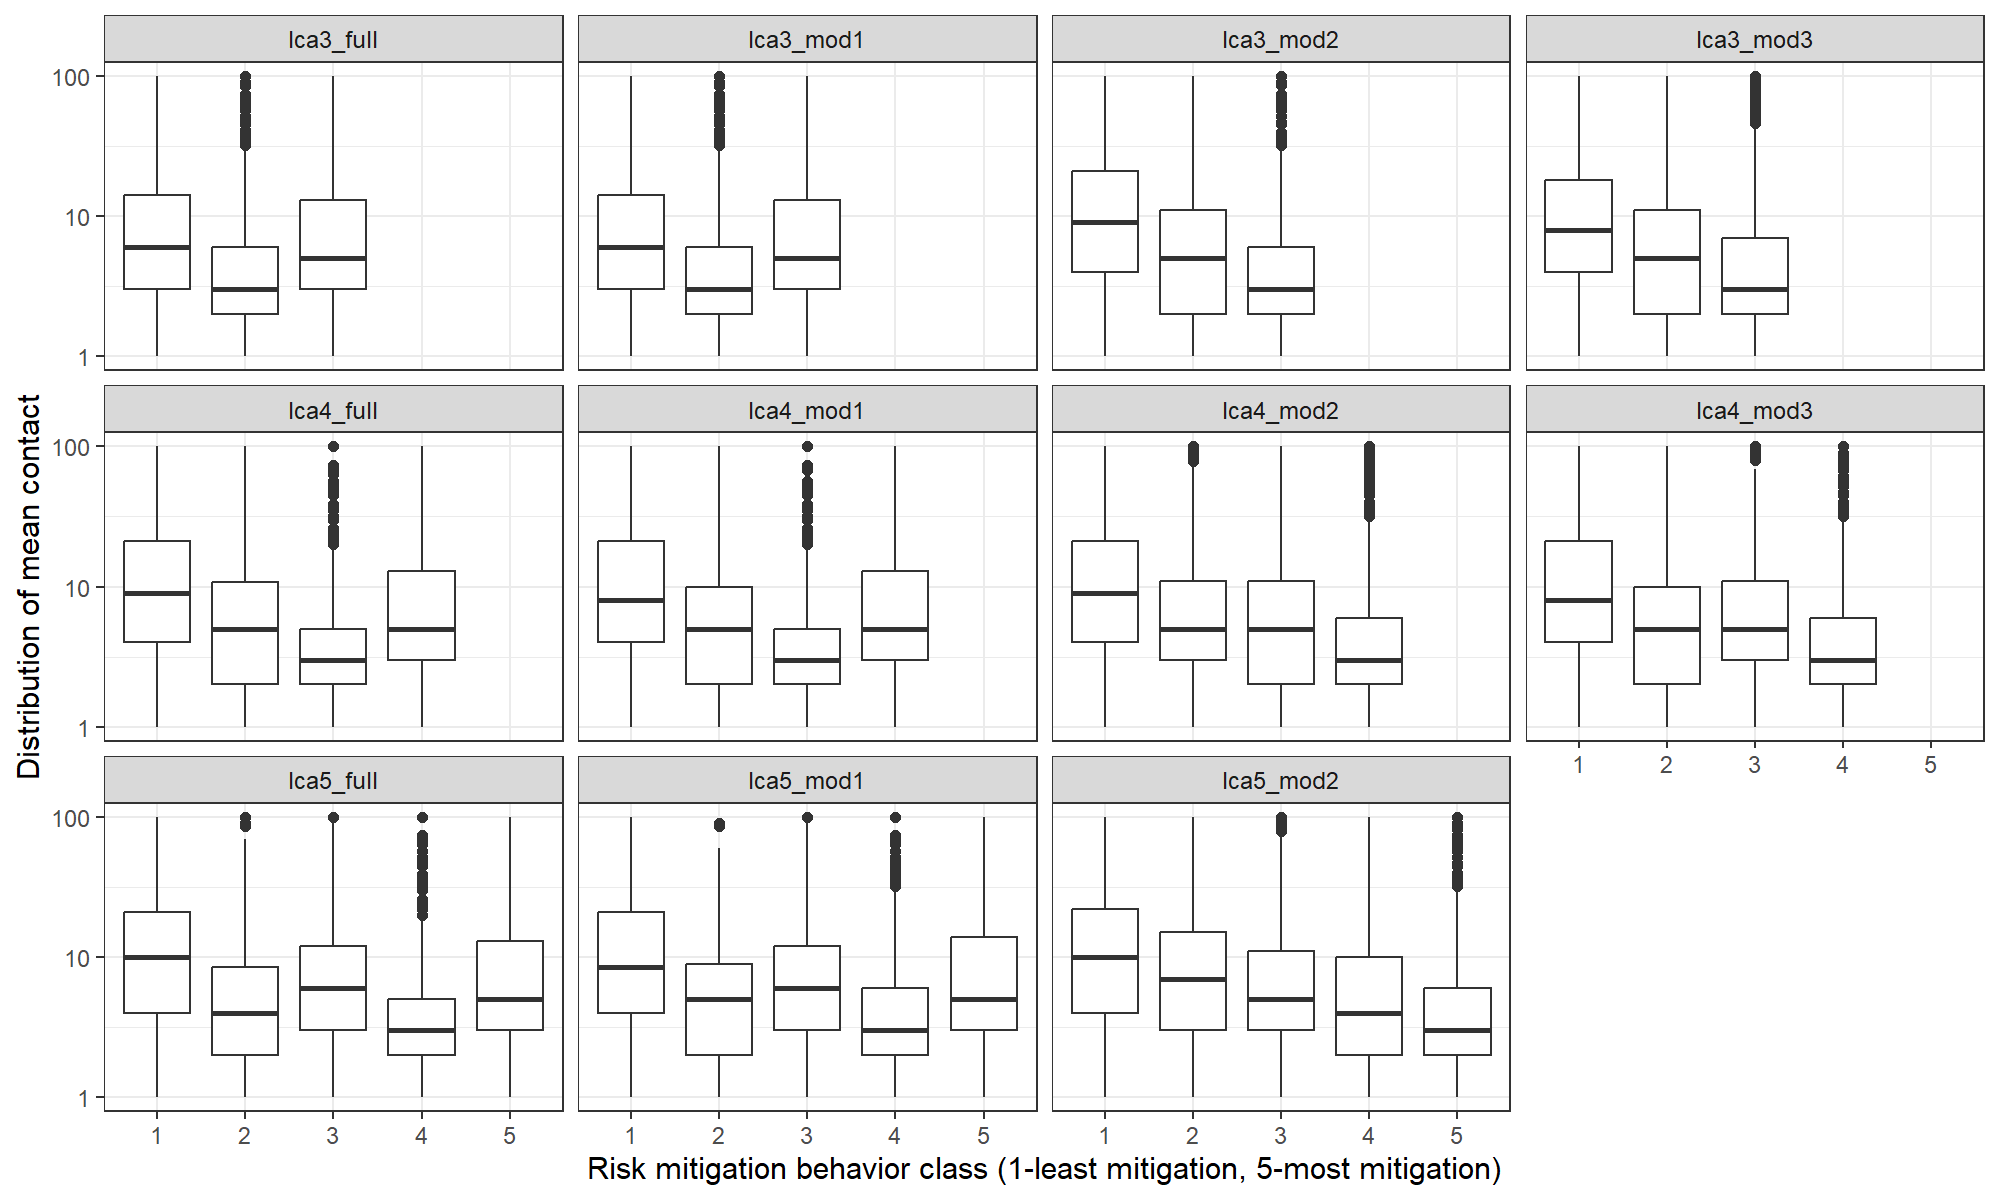 lca3_full lca3_mod1 lca3_mod2 lca3_mod3
100
10
1
lca4_full lca4_mod1 lca4_mod2 lca4_mod3
100
10
1
1 2 3 4 5
lca5_full lca5_mod1 lca5_mod2
100
10
1
1 2 3 4 5 1 2 3 4 5 1 2 3 4 5
Distribution of mean contact
Risk mitigation behavior class (1-least mitigation, 5-most mitigation)